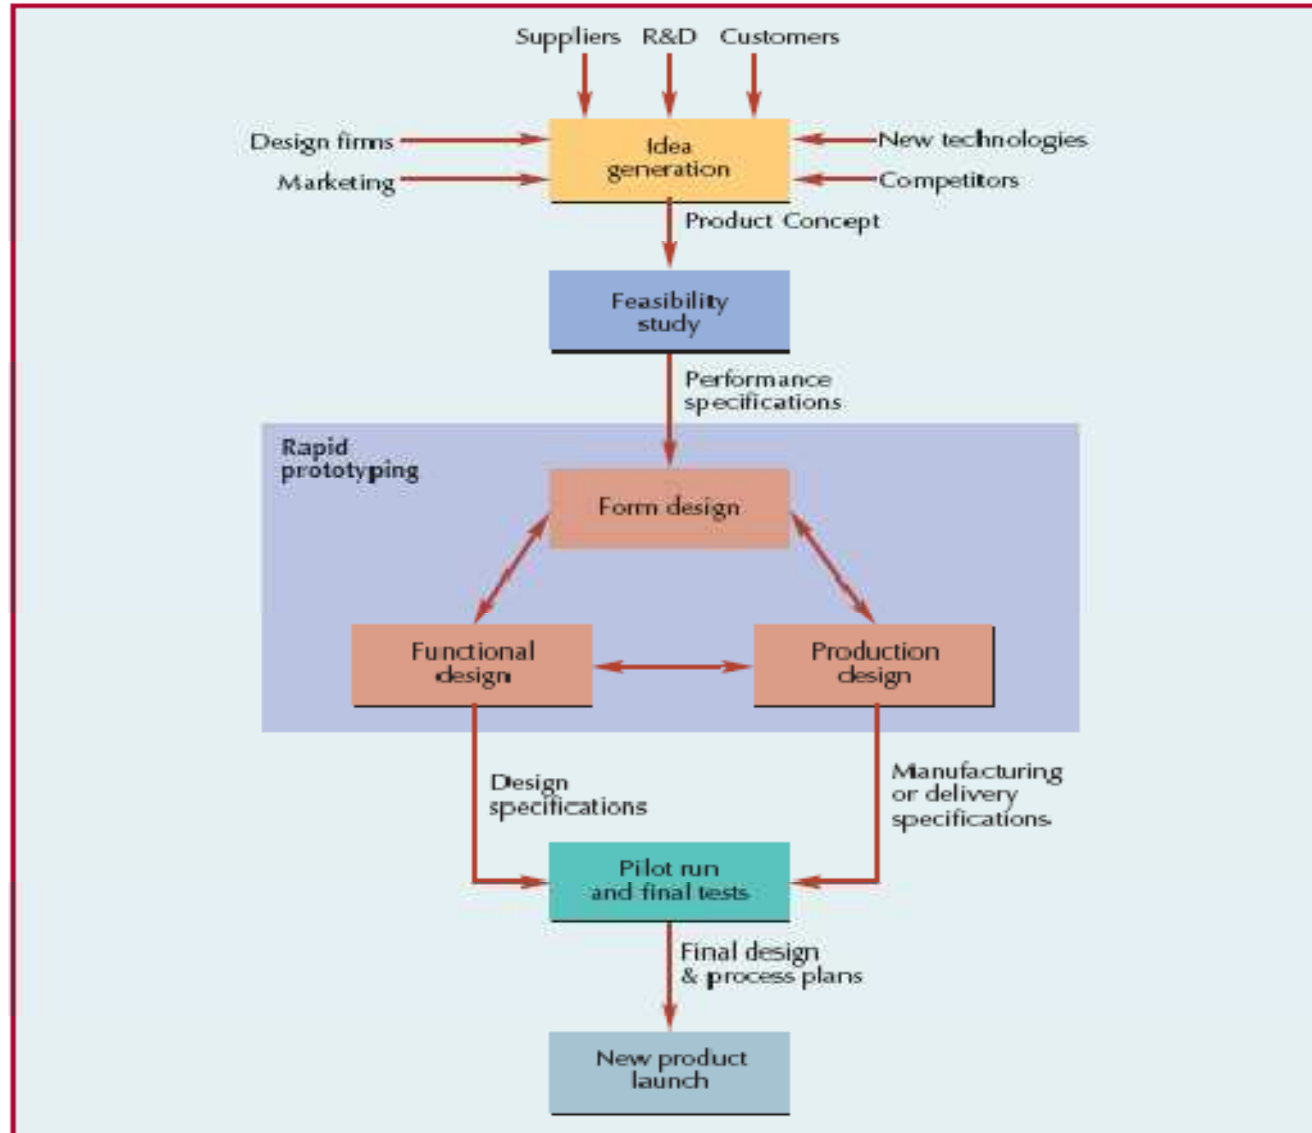 Suppliers R&D Customers
Design firms
Marketing
Idea
generation
New technologies
Competitors
Product Concept
Feasibility
study
Performance
specifications
Rapid
prototyping
Form design
Functional
design
Production
design
Design
specifications
Manufacturing
or delivery
specifications
Pilot run
and final tests
Final design
& process plans
New product
launch